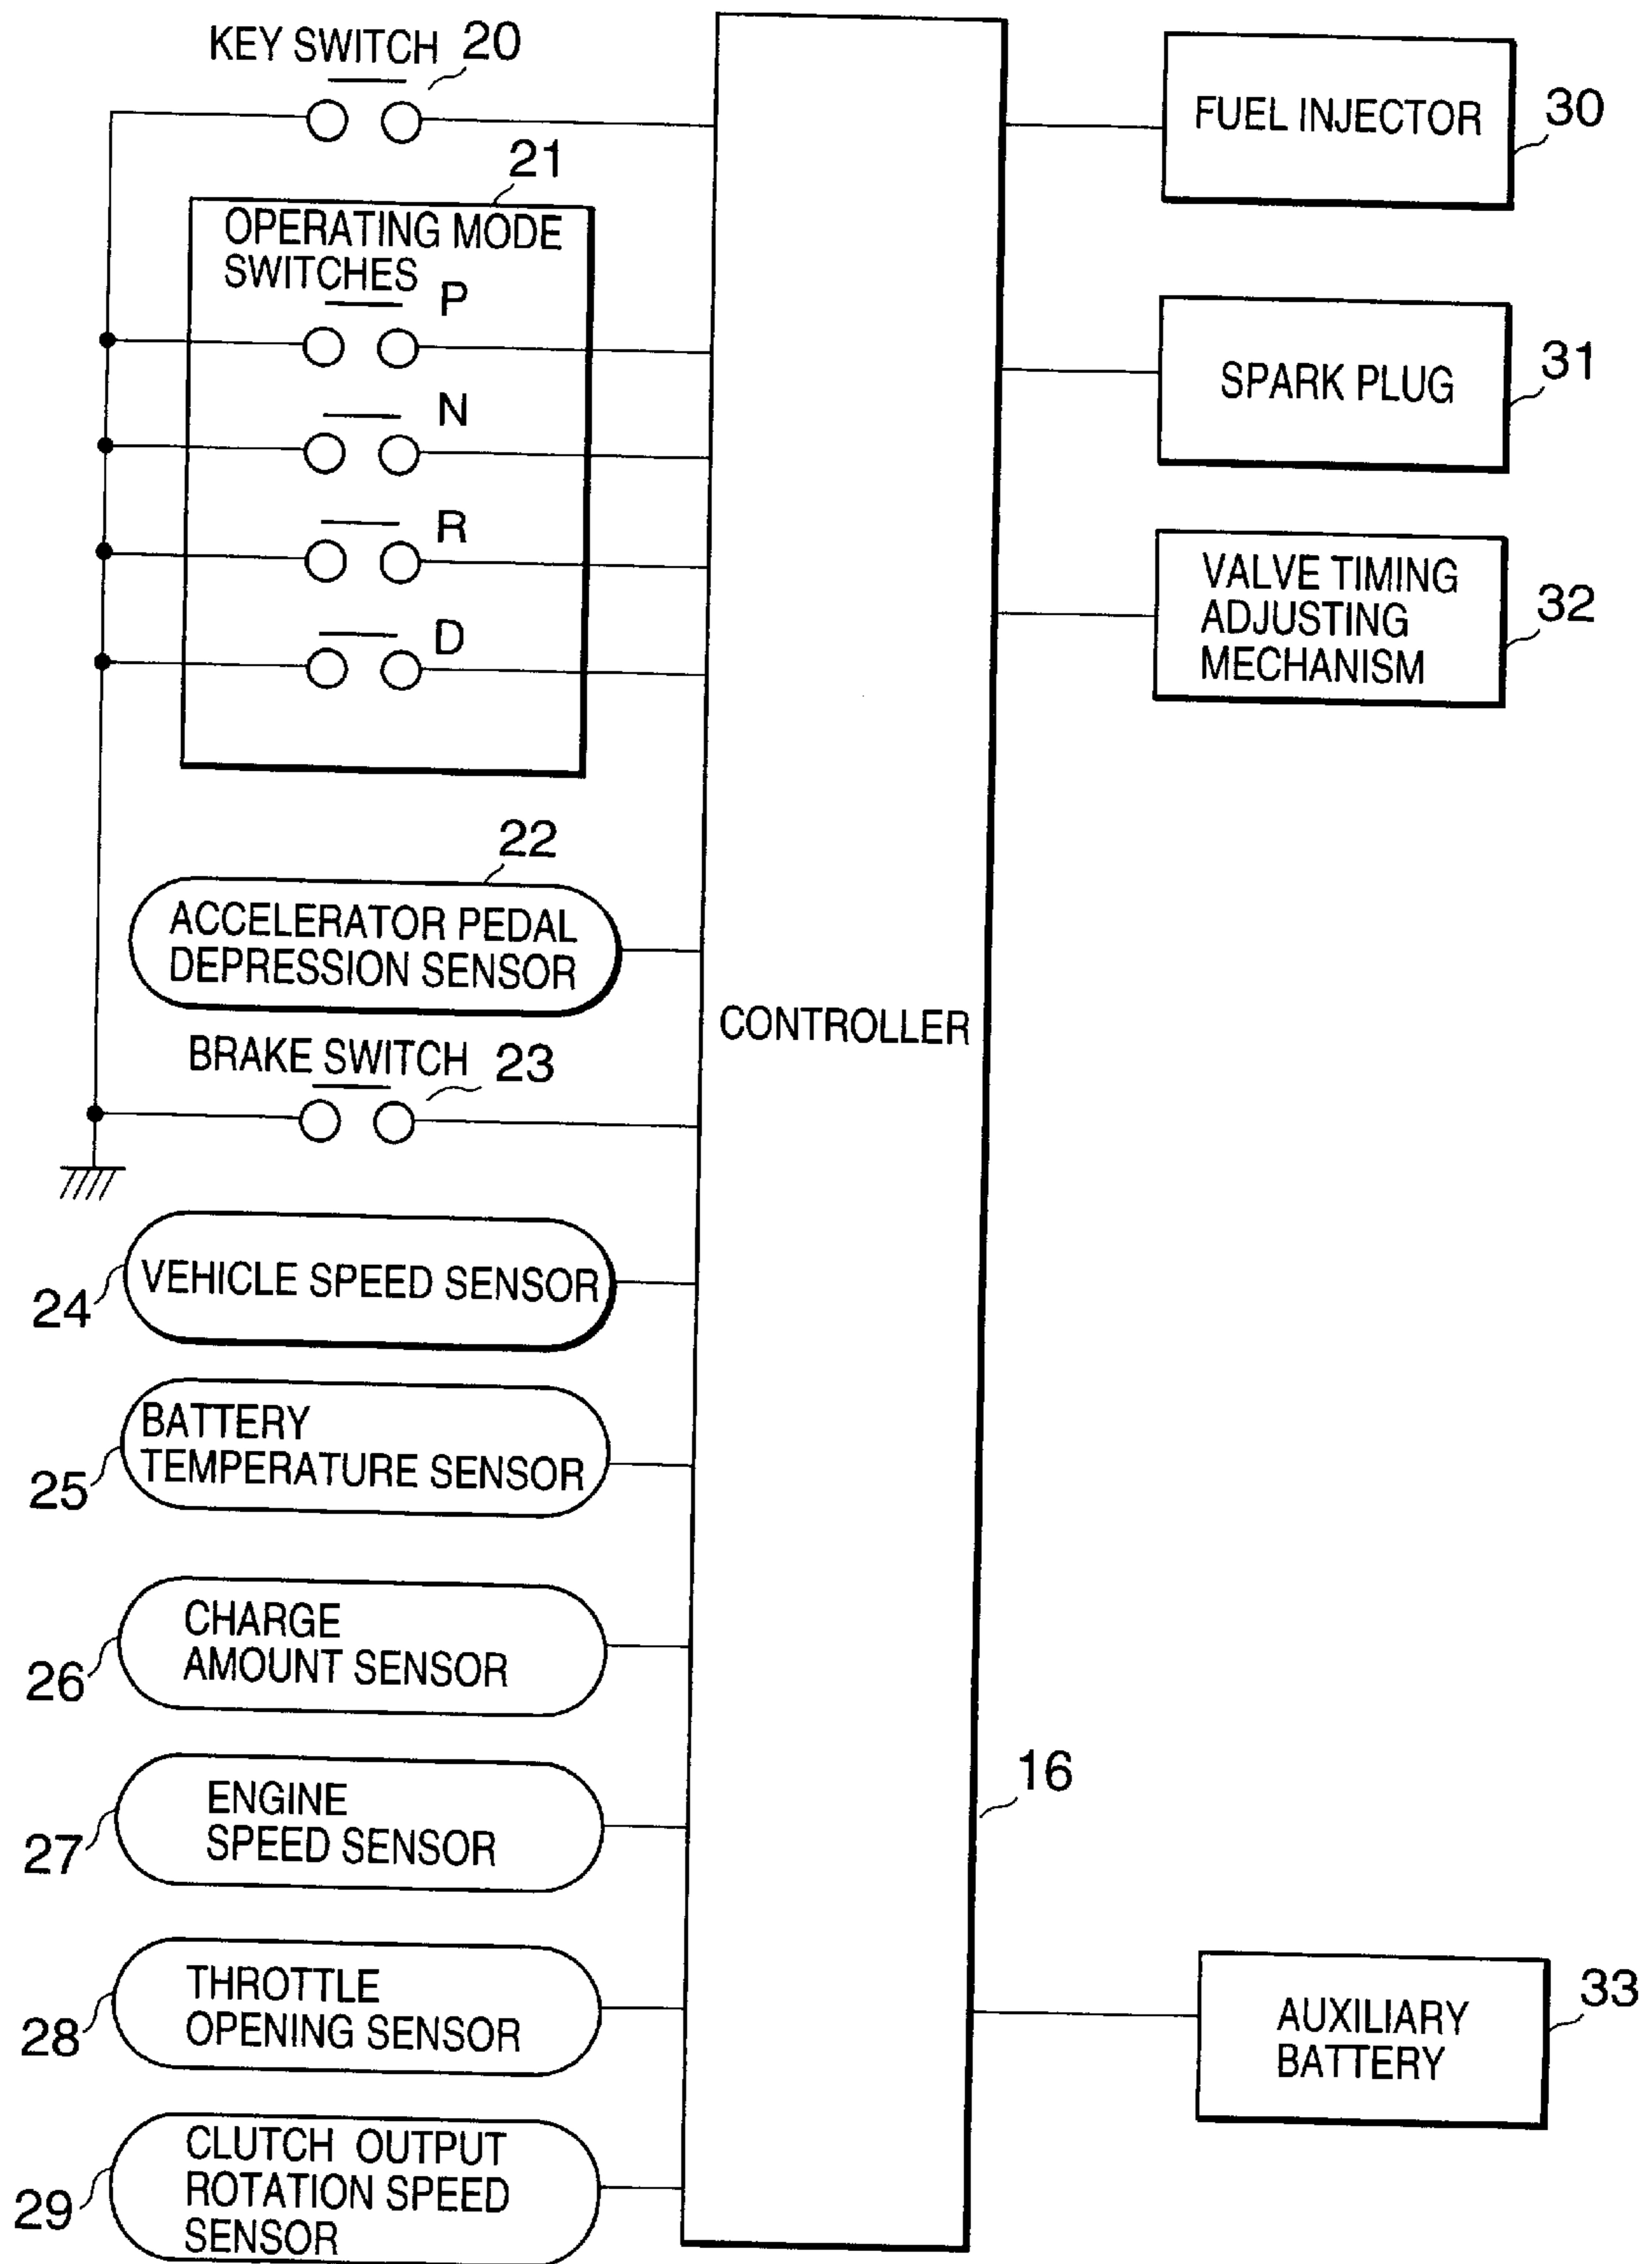 KEY SWITCH 20
21
OPERATING MODE
SWITCHES
P
N
R
D
22
ACCELERATOR PEDAL
DEPRESSION SENSOR
BRAKE SWITCH 23
24
VEHICLE SPEED SENSOR
25
BATTERY
TEMPERATURE SENSOR
26
CHARGE
AMOUNT SENSOR
27
ENGINE
SPEED SENSOR
28
THROTTLE
OPENING SENSOR
29
CLUTCH OUTPUT
ROTATION SPEED
SENSOR
CONTROLLER
16
FUEL INJECTOR
30
SPARK PLUG
31
VALVE TIMING
ADJUSTING
MECHANISM
32
AUXILIARY
BATTERY
33